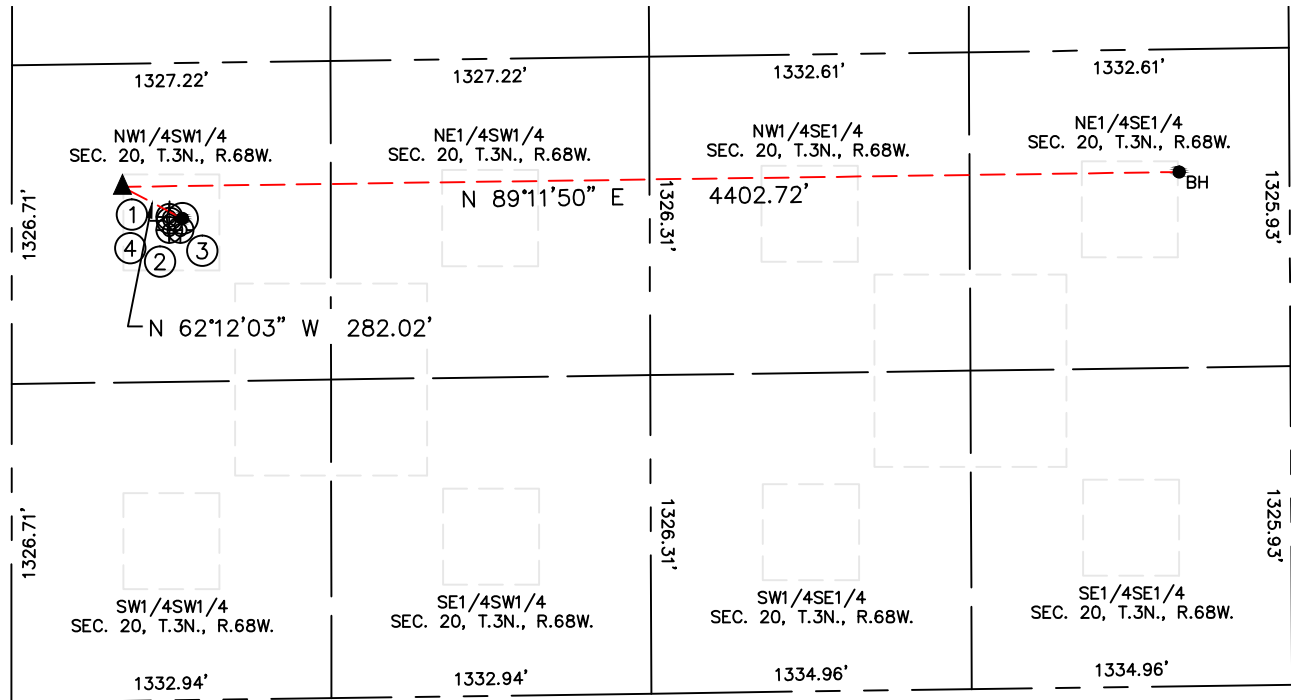 1327.22'
1327.22'
1332.61'
1332.61'
NW1/4SW1/4
SEC. 20, T.3N., R.68W.
NE1/4SW1/4
SEC. 20, T.3N., R.68W.
NW1/4SE1/4
SEC. 20, T.3N., R.68W.
NE1/4SE1/4
SEC. 20, T.3N., R.68W.
BH
N 89°11'50" E 4402.72'
1326.71'
1326.31'
1325.93'
1
4
2
3
N 62°12'03" W 282.02'
1326.71'
1326.31'
1325.93'
SW1/4SW1/4
SEC. 20, T.3N., R.68W.
SE1/4SW1/4
SEC. 20, T.3N., R.68W.
SW1/4SE1/4
SEC. 20, T.3N., R.68W.
SE1/4SE1/4
SEC. 20, T.3N., R.68W.
1332.94'
1332.94'
1334.96'
1334.96'